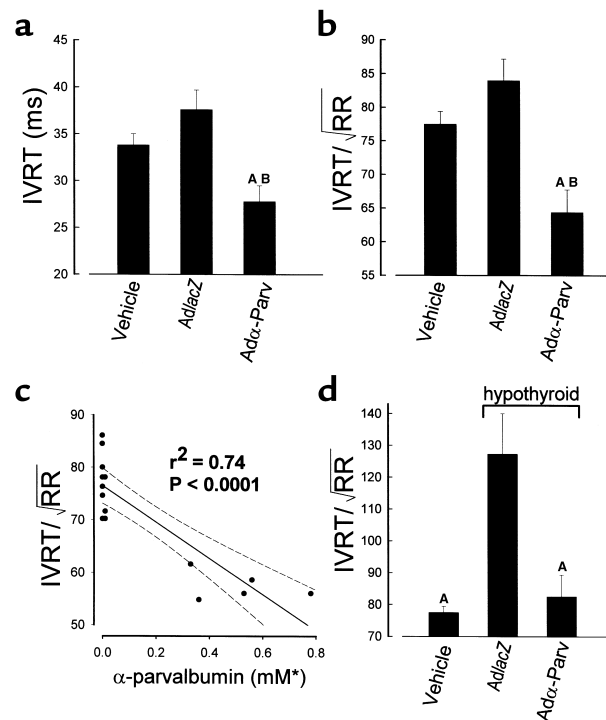 a
IVRT (ms)
45
40
35
30
25
20
A B
Vehicle
AdlacZ
Adα-Parv
b
IVRT/√RR
90
85
80
75
70
65
60
55
A B
Vehicle
AdlacZ
Adα-Parv
c
IVRT/√RR
90
80
70
60
50
r² = 0.74
P < 0.0001
0.0 0.2 0.4 0.6 0.8
α-parvalbumin (mM*)
d
hypothyroid
IVRT/√RR
140
130
120
110
100
90
80
70
A
A
Vehicle
AdlacZ
Adα-Parv